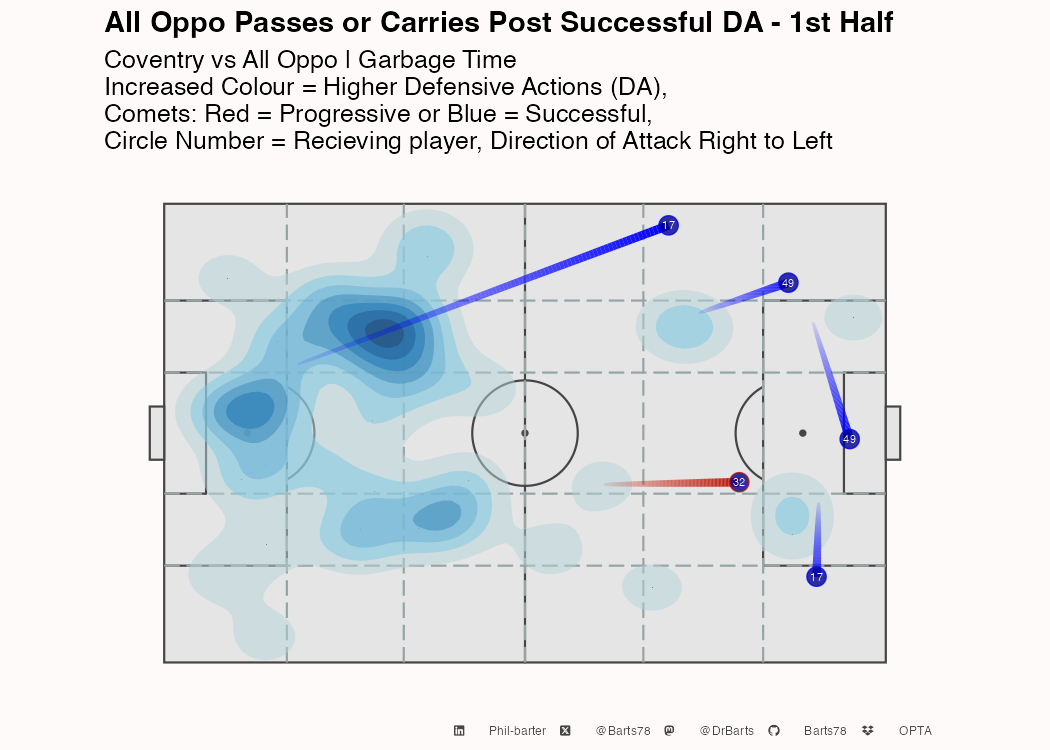 All Oppo Passes or Carries Post Successful DA - 1st Half
Coventry vs All Oppo | Garbage Time
Increased Colour = Higher Defensive Actions (DA),
Comets: Red = Progressive or Blue = Successful,
Circle Number = Recieving player, Direction of Attack Right to Left
17
49
49
32
17
Phil-barter @Barts78 @DrBarts Barts78 OPTA